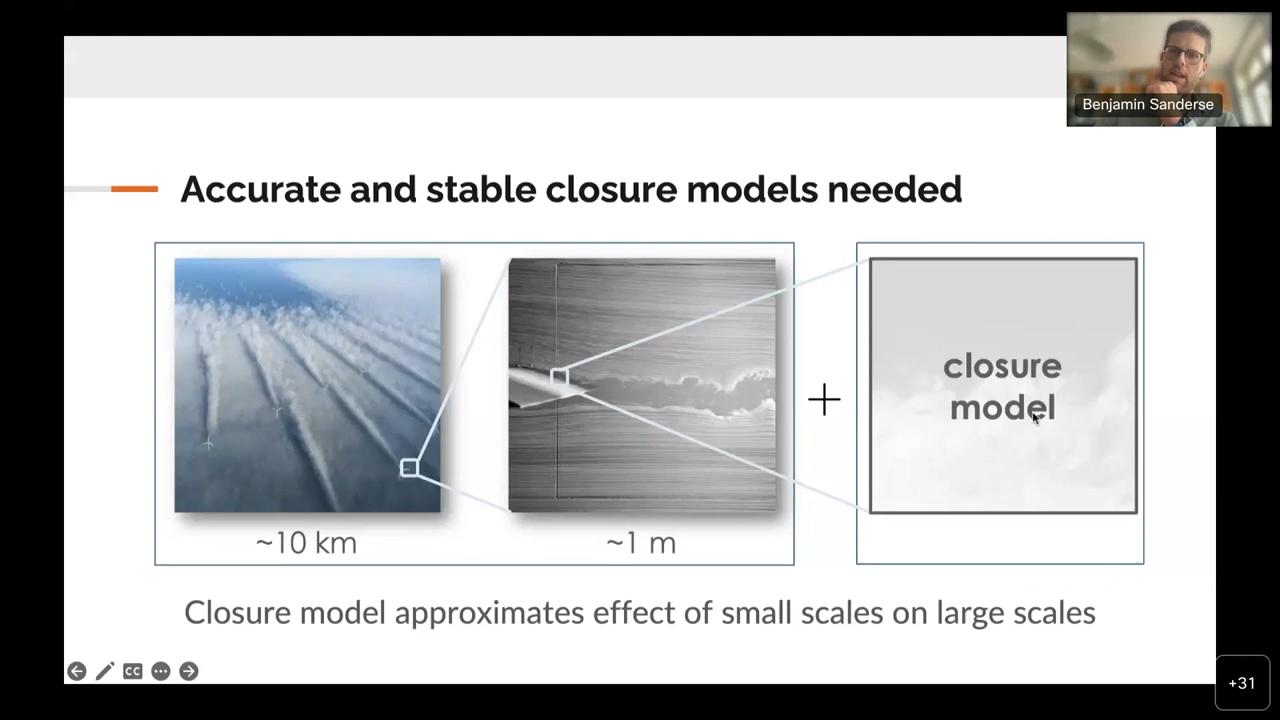 Benjamin Sanderse
Accurate and stable closure models needed
~10 km
~1 m
+
closure
model
Closure model approximates effect of small scales on large scales
CC
+31